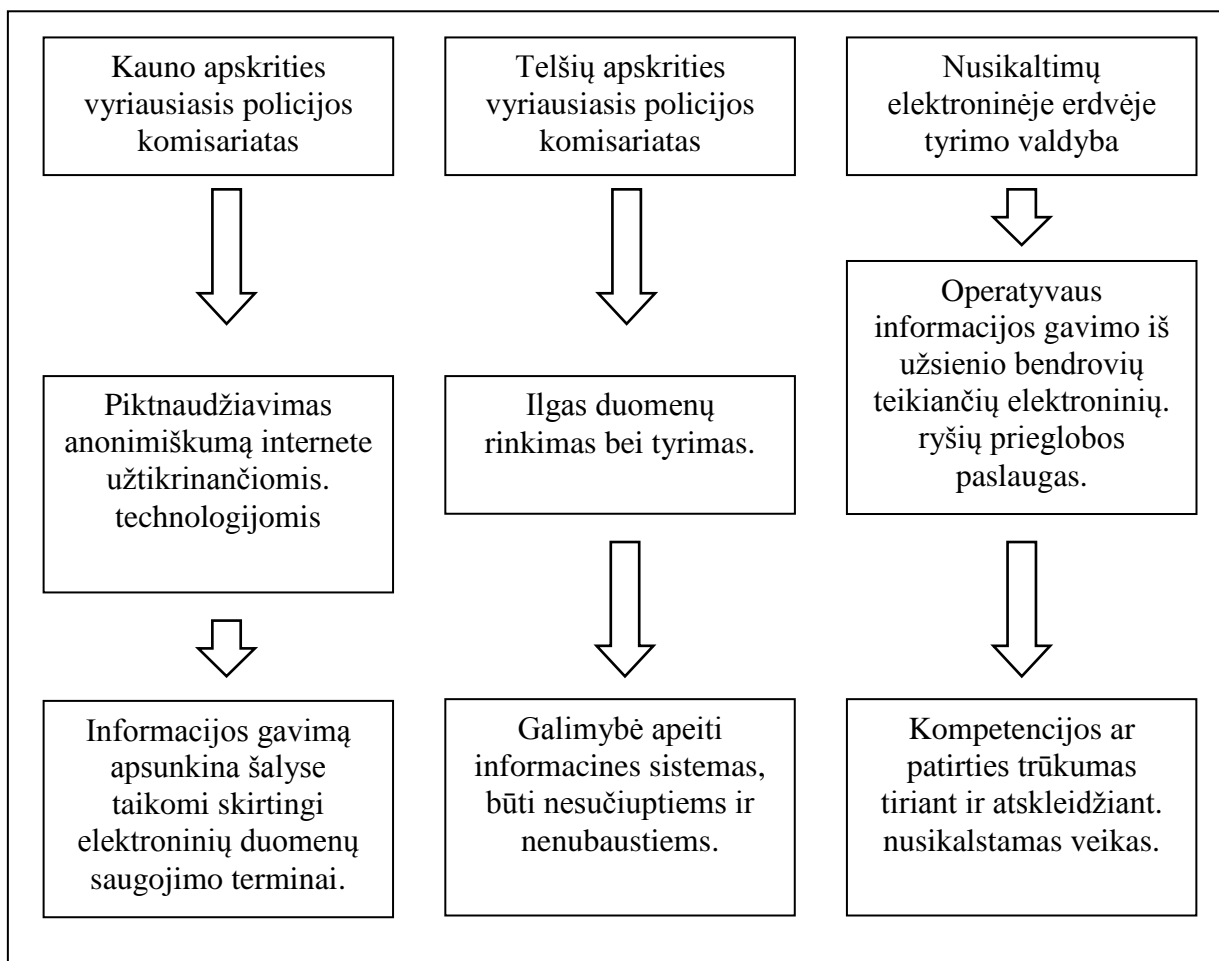 Kauno apskrities
vyriausiasis policijos
komisariatas
Telšių apskrities
vyriausiasis policijos
komisariatas
Nusikaltimų
elektroninėje erdvėje
tyrimo valdyba
Piktnaudžiavimas
anonimiškumą internete
užtikrinančiomis.
technologijomis
Ilgas duomenų
rinkimas bei tyrimas.
Operatyvaus
informacijos gavimo iš
užsienio bendrovių
teikiančių elektroninių.
ryšių prieglobos
paslaugas.
Informacijos gavimą
apsunkina šalyse
taikomi skirtingi
elektroninių duomenų
saugojimo terminai.
Galimybė apeiti
informacines sistemas,
būti nesučiuptiems ir
nenubaustiems.
Kompetencijos ar
patirties trūkumas
tiriant ir atskleidžiant.
nusikalstamas veikas.